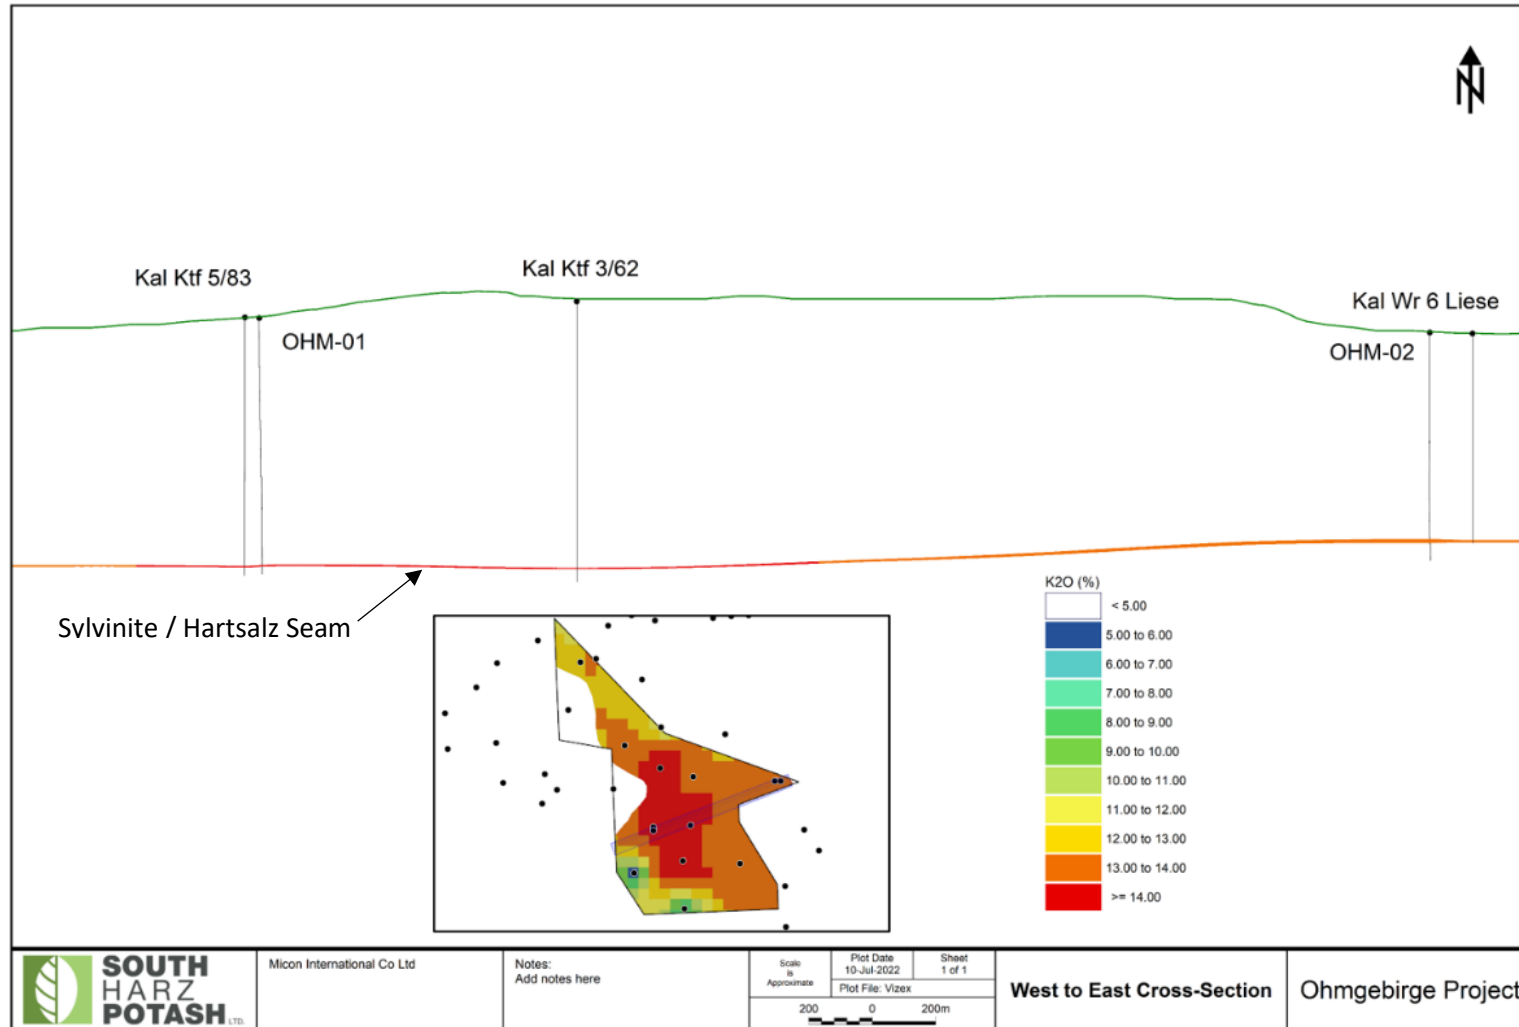 N
Kal Ktf 5/83
Kal Ktf 3/62
Kal Wr 6 Liese
OHM-01
OHM-02
Sylvinite / Hartsalz Seam
K2O (%)
< 5.00
5.00 to 6.00
6.00 to 7.00
7.00 to 8.00
8.00 to 9.00
9.00 to 10.00
10.00 to 11.00
11.00 to 12.00
12.00 to 13.00
13.00 to 14.00
>= 14.00
SOUTH
HARZ
POTASH LTD.
Micon International Co Ltd
Notes:
Add notes here
Scale
is
Approximate
Plot Date
10-Jul-2022
Sheet
1 of 1
Plot File: Vizex
200 0 200m
West to East Cross-Section
Ohmgebirge Project